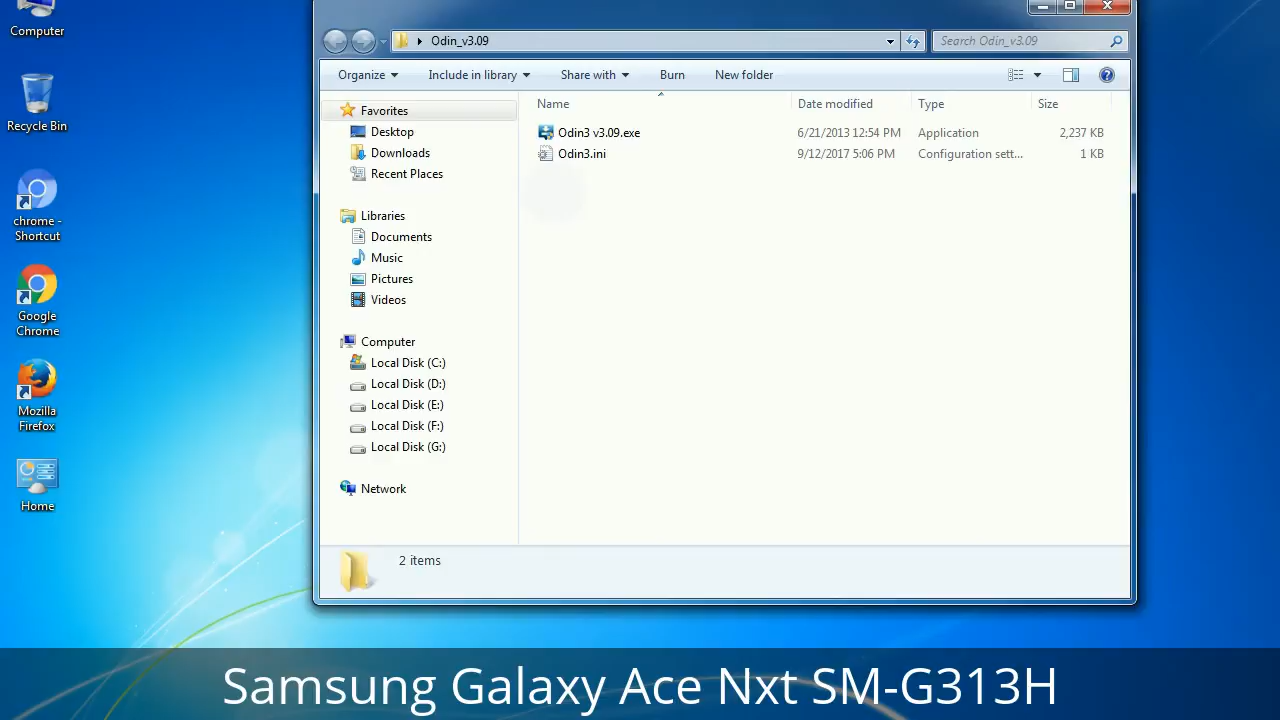 Computer
Recycle Bin
chrome -
Shortcut
Google
Chrome
Mozilla
Firefox
Home
Odin_v3.09
Search Odin_v3.09
Organize
Include in library
Share with
Burn
New folder
Favorites
Desktop
Downloads
Recent Places
Libraries
Documents
Music
Pictures
Videos
Computer
Local Disk (C:)
Local Disk (D:)
Local Disk (E:)
Local Disk (F:)
Local Disk (G:)
Network
Name Date modified Type Size
Odin3 v3.09.exe 6/21/2013 12:54 PM Application 2,237 KB
Odin3.ini 9/12/2017 5:06 PM Configuration sett... 1 KB
2 items
Samsung Galaxy Ace Nxt SM-G313H